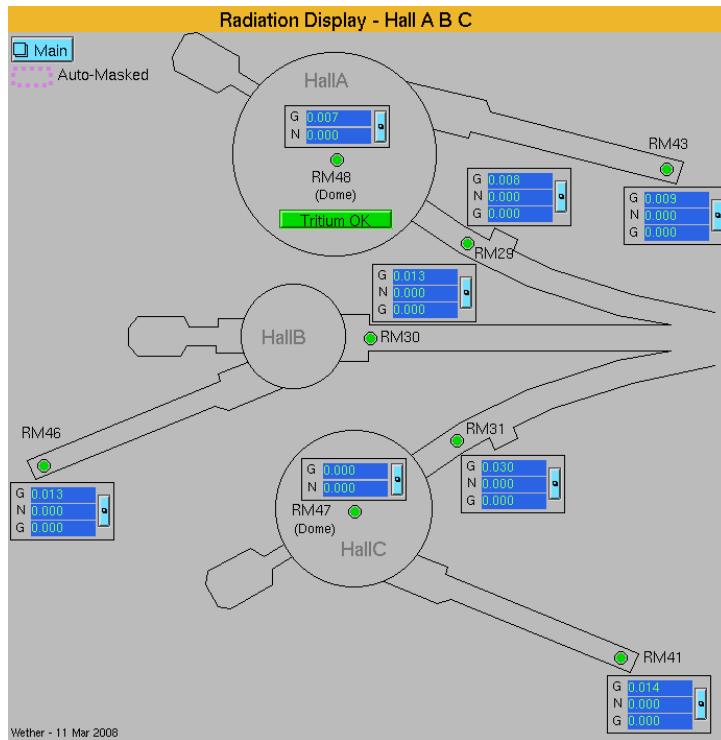 Radiation Display - Hall A B C
Main
Auto-Masked
HallA
G 0.007
N 0.000
RM48
(Dome)
Tritium OK
RM43
G 0.009
N 0.000
G 0.000
G 0.008
N 0.000
G 0.000
RM29
G 0.013
N 0.000
G 0.000
HallB
RM30
RM46
G 0.013
N 0.000
G 0.000
RM31
G 0.030
N 0.000
G 0.000
G 0.000
N 0.000
RM47
(Dome)
HallC
RM41
G 0.014
N 0.000
G 0.000
Wether - 11 Mar 2008